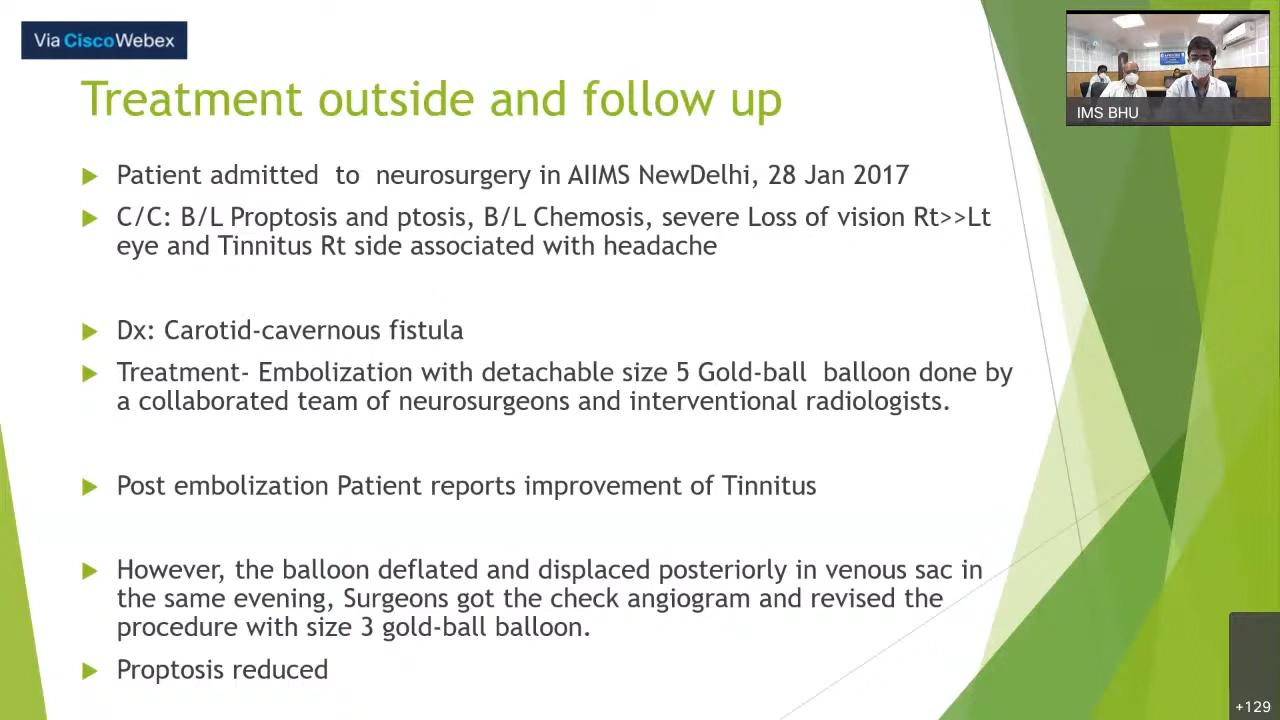 Via Cisco Webex
Treatment outside and follow up
IMS BHU
Patient admitted to neurosurgery in AIIMS NewDelhi, 28 Jan 2017
C/C: B/L Proptosis and ptosis, B/L Chemosis, severe Loss of vision Rt>>Lt
eye and Tinnitus Rt side associated with headache
Dx: Carotid-cavernous fistula
Treatment- Embolization with detachable size 5 Gold-ball balloon done by
a collaborated team of neurosurgeons and interventional radiologists.
Post embolization Patient reports improvement of Tinnitus
However, the balloon deflated and displaced posteriorly in venous sac in
the same evening, Surgeons got the check angiogram and revised the
procedure with size 3 gold-ball balloon.
Proptosis reduced
+129